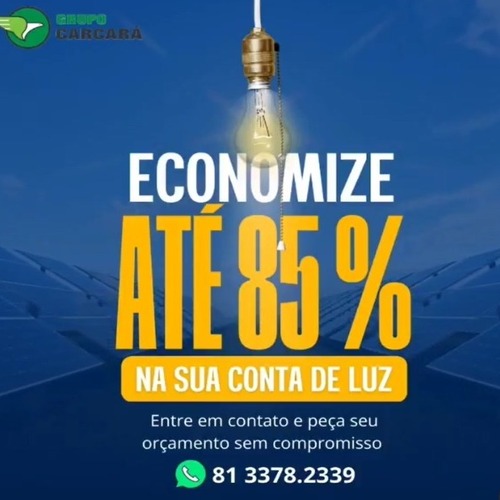 GRUPO
CARCARÁ
ECONOMIZE
ATÉ 85 %
NA SUA CONTA DE LUZ
Entre em contato e peça seu
orçamento sem compromisso
81 3378.2339